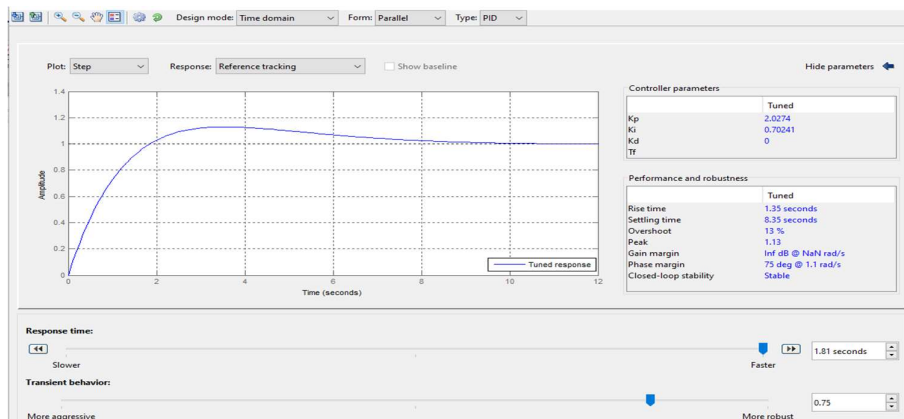 Design mode: Time domain Form: Parallel Type: PID
Plot: Step Response: Reference tracking Show baseline Hide parameters
Controller parameters
Tuned
Kp 2.0274
Ki 0.70241
Kd 0
Tf
Performance and robustness
Tuned
Rise time 1.35 seconds
Settling time 8.35 seconds
Overshoot 13 %
Peak 1.13
Gain margin Inf dB @ NaN rad/s
Phase margin 75 deg @ 1.1 rad/s
Closed-loop stability Stable
1.4
1.2
1
0.8
0.6
0.4
0.2
0
Amplitude
Tuned response
0 2 4 6 8 10 12
Time (seconds)
Response time:
Slower Faster
1.81 seconds
Transient behavior:
More aggressive More robust
0.75